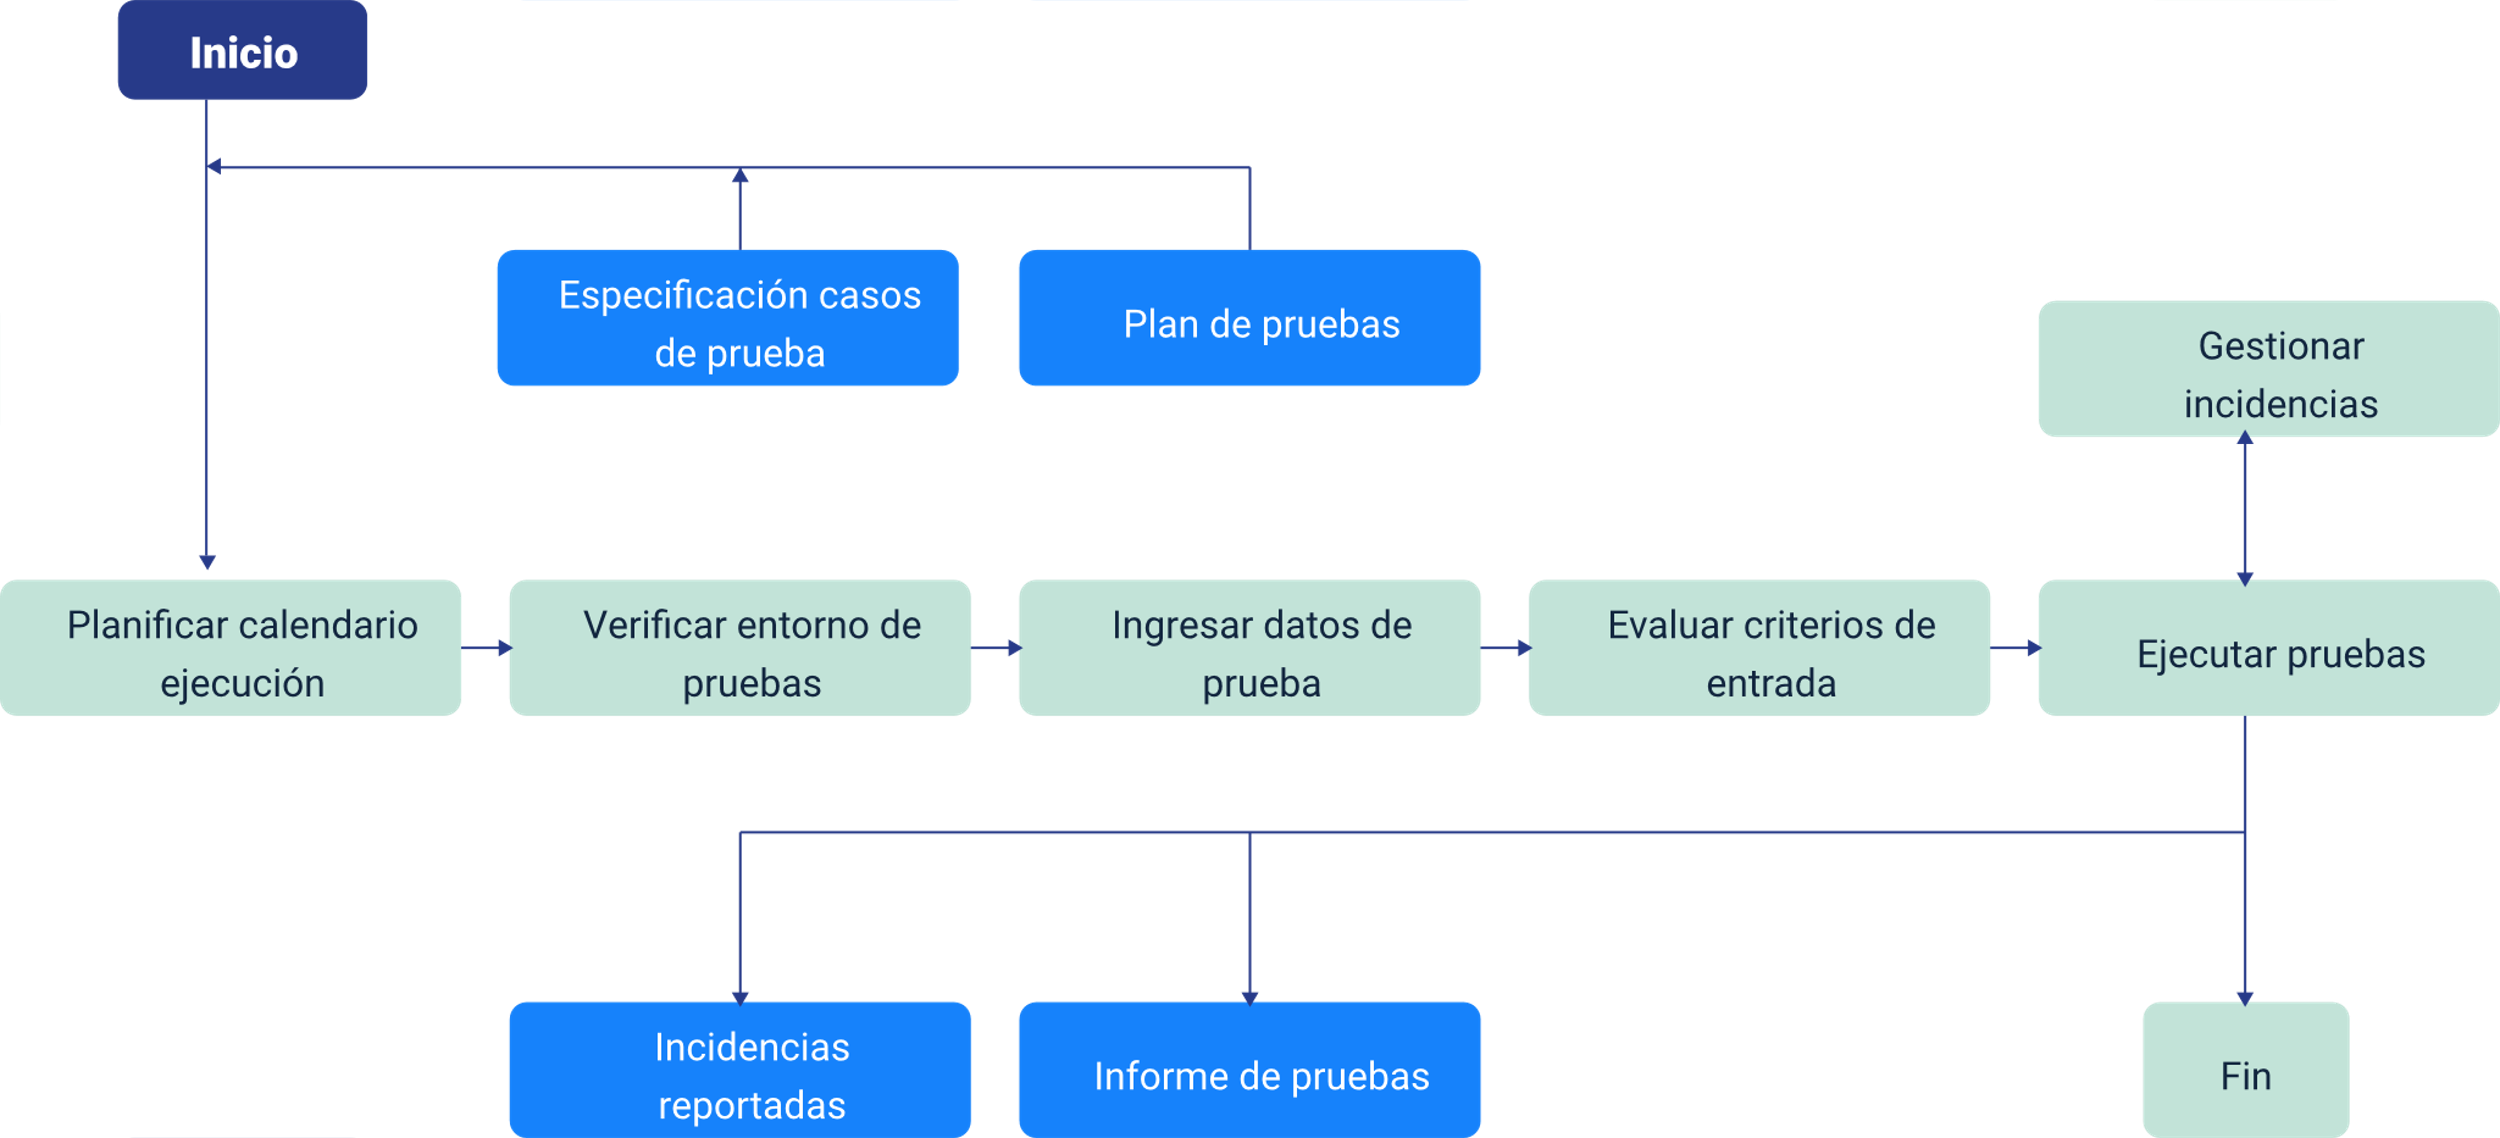 Inicio
Especificación casos
de prueba
Plan de pruebas
Gestionar
incidencias
Planificar calendario
ejecución
Verificar entorno de
pruebas
Ingresar datos de
prueba
Evaluar criterios de
entrada
Ejecutar pruebas
Incidencias
reportadas
Informe de pruebas
Fin